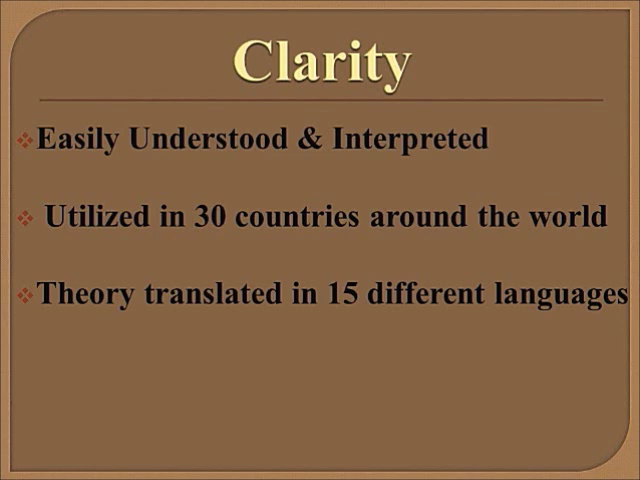 Clarity
Easily Understood & Interpreted
Utilized in 30 countries around the world
Theory translated in 15 different languages